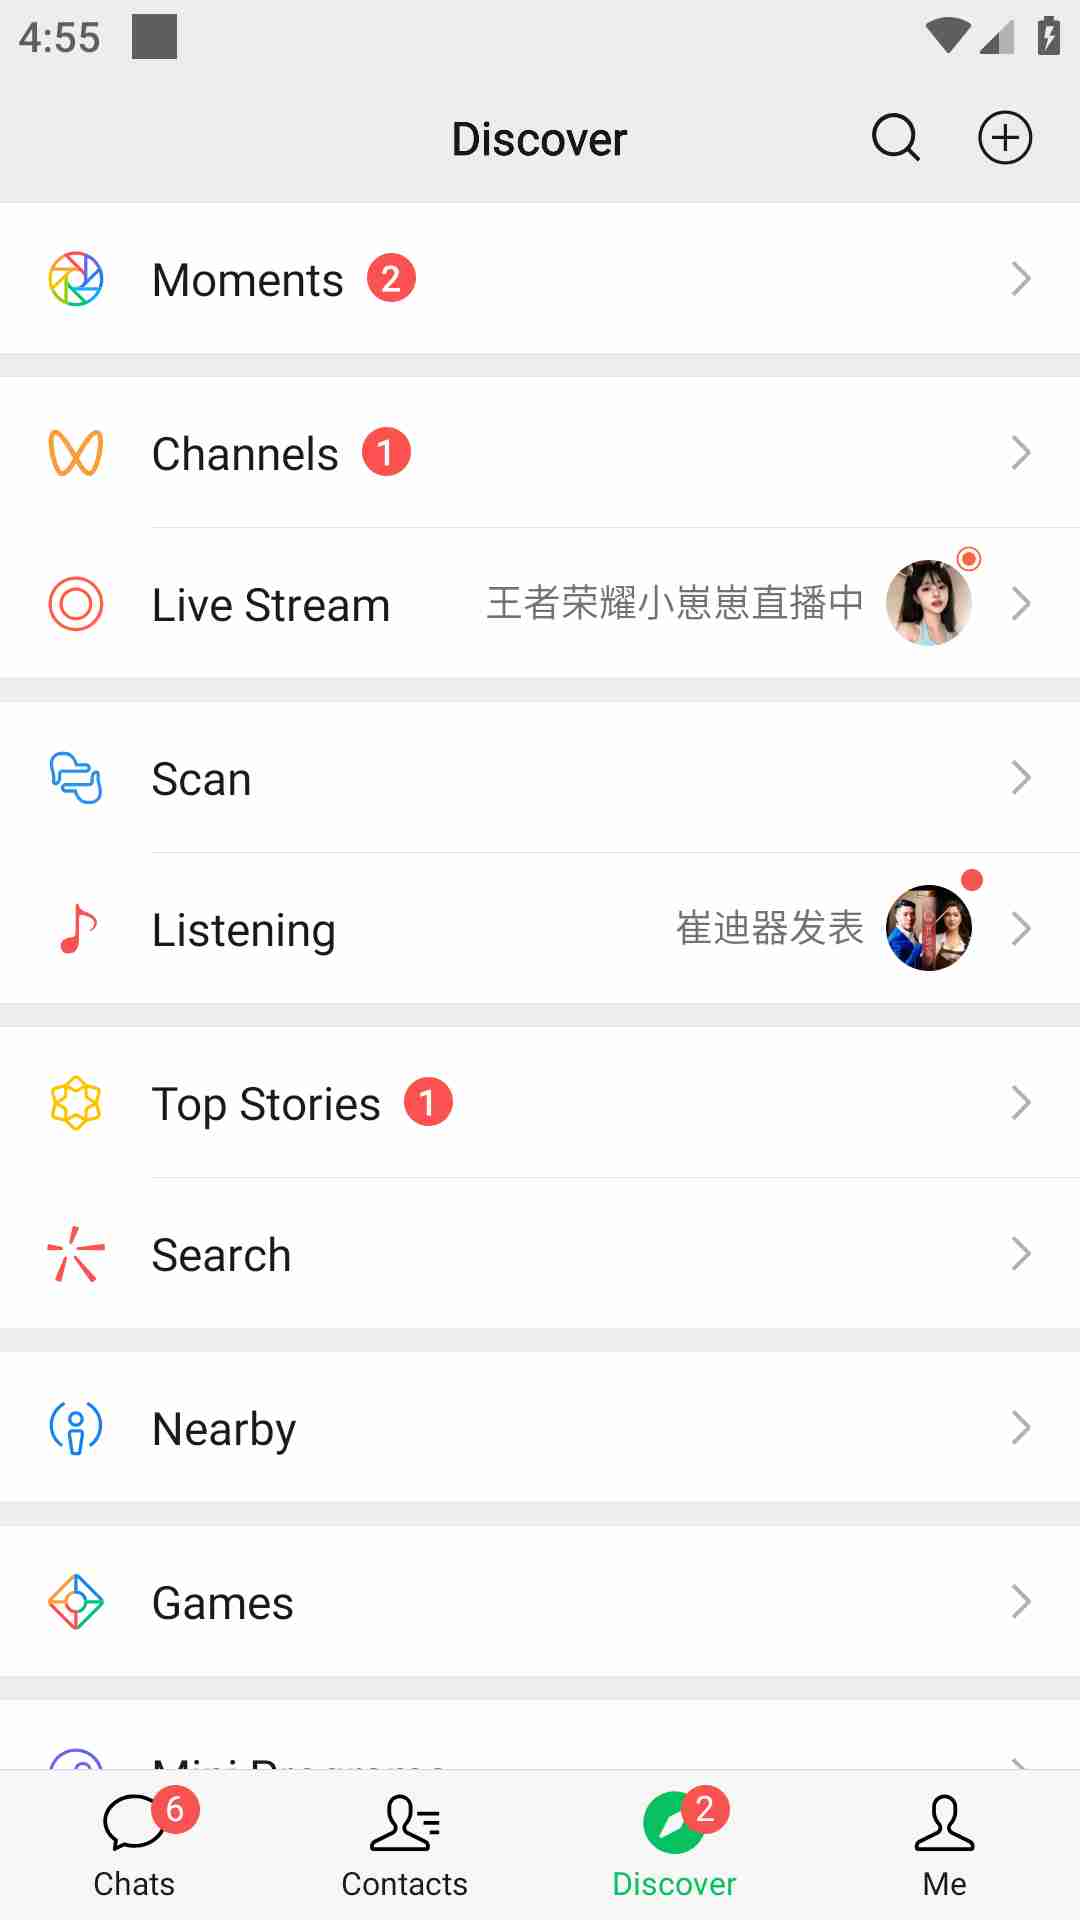 4:55
Discover
Moments 2
Channels 1
Live Stream 王者荣耀小崽崽直播中
Scan
Listening 崔迪器发表
Top Stories 1
Search
Nearby
Games
Mini Programs
6 2
Chats Contacts Discover Me